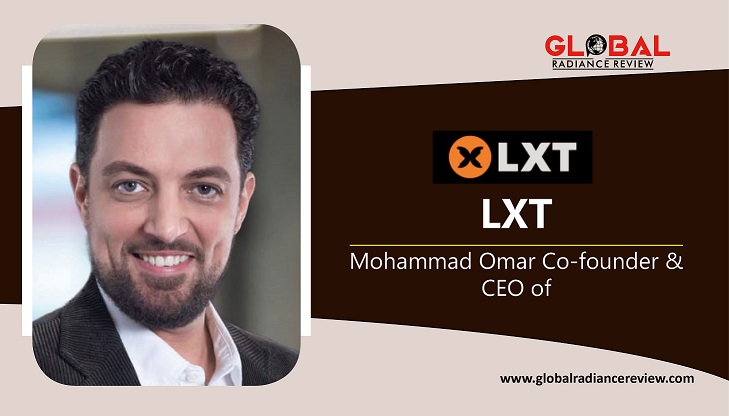 GLOBAL
RADIANCE REVIEW
LXT
LXT
Mohammad Omar Co-founder &
CEO of
www.globalradiancereview.com